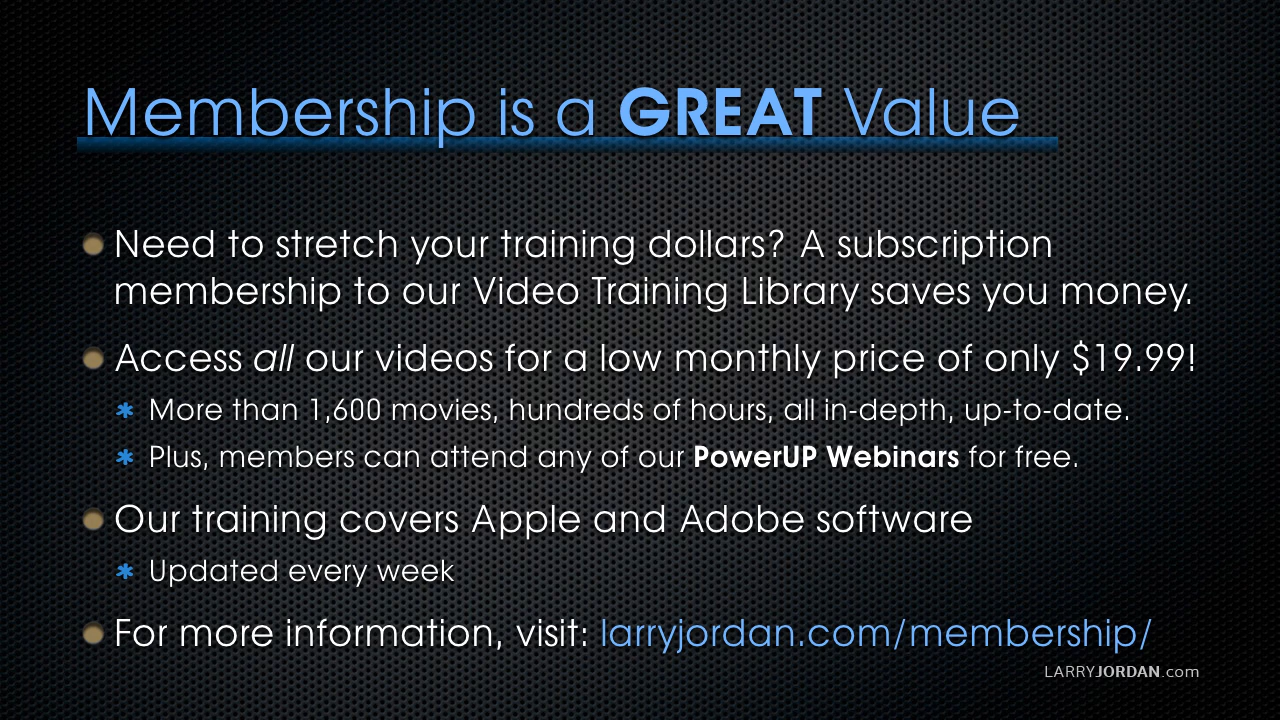 Membership is a GREAT Value
Need to stretch your training dollars? A subscription
membership to our Video Training Library saves you money.
Access all our videos for a low monthly price of only $19.99!
More than 1,600 movies, hundreds of hours, all in-depth, up-to-date.
Plus, members can attend any of our PowerUP Webinars for free.
Our training covers Apple and Adobe software
Updated every week
For more information, visit: larryjordan.com/membership/
LARRYJORDAN.com